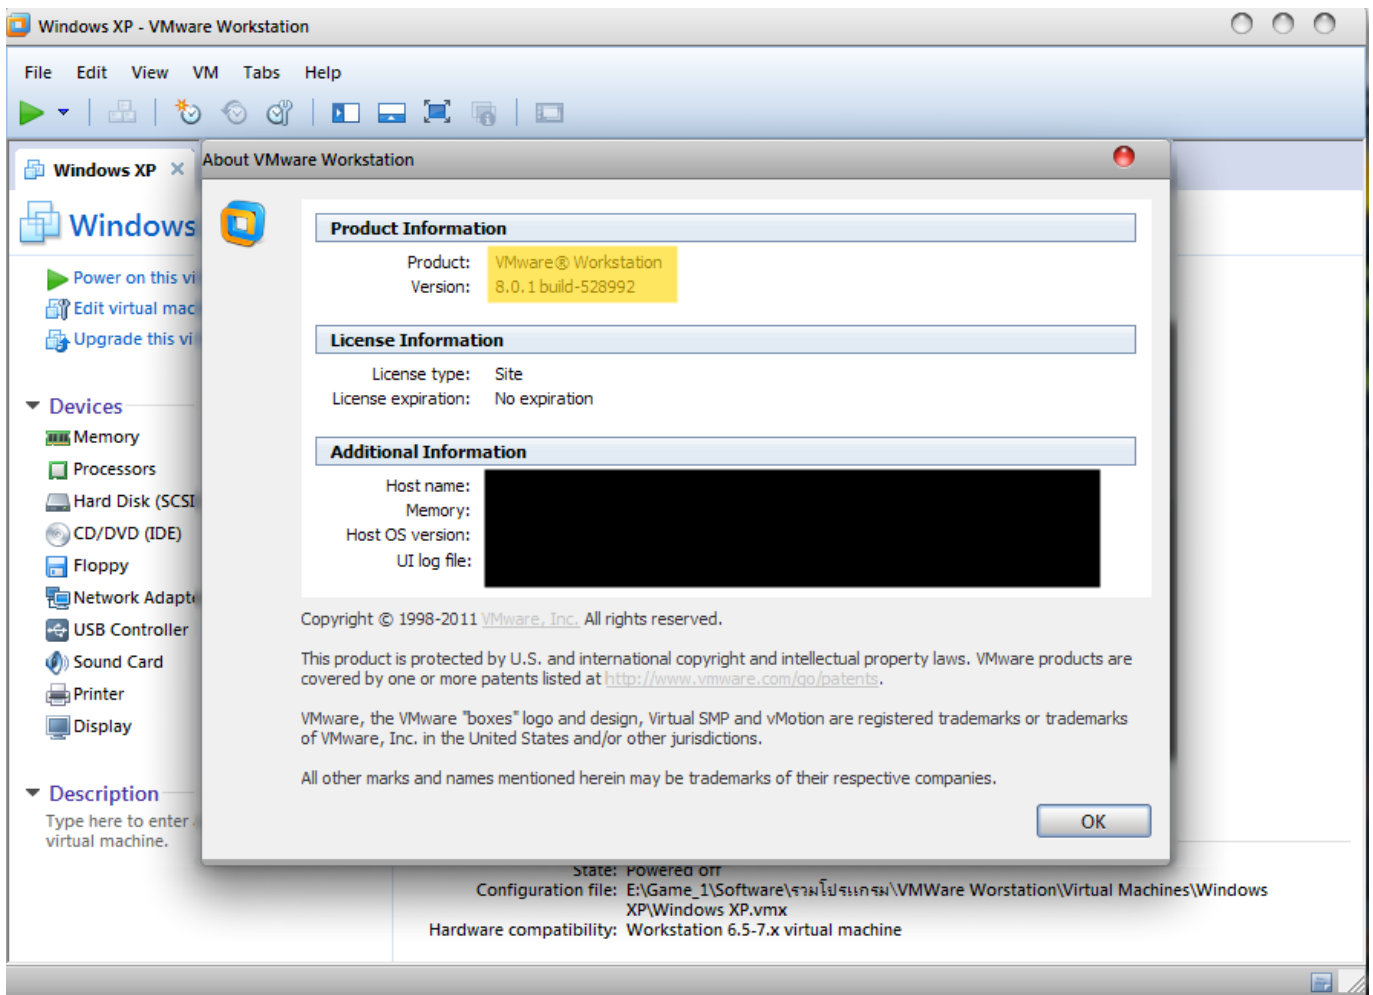 Windows XP - VMware Workstation
File Edit View VM Tabs Help
Windows XP
About VMware Workstation
Windows
Power on this vi
Edit virtual mac
Upgrade this vi
Devices
Memory
Processors
Hard Disk (SCSI
CD/DVD (IDE)
Floppy
Network Adapt
USB Controller
Sound Card
Printer
Display
Description
Type here to enter
virtual machine.
Product Information
Product: VMware® Workstation
Version: 8.0.1 build-528992
License Information
License type: Site
License expiration: No expiration
Additional Information
Host name:
Memory:
Host OS version:
UI log file:
Copyright © 1998-2011 VMware, Inc. All rights reserved.
This product is protected by U.S. and international copyright and intellectual property laws. VMware products are
covered by one or more patents listed at http://www.vmware.com/go/patents.
VMware, the VMware "boxes" logo and design, Virtual SMP and vMotion are registered trademarks or trademarks
of VMware, Inc. in the United States and/or other jurisdictions.
All other marks and names mentioned herein may be trademarks of their respective companies.
OK
State: Powered off
Configuration file: E:\Game_1\Software\รวมโปรแกรม\VMWare Worstation\Virtual Machines\Windows
XP\Windows XP.vmx
Hardware compatibility: Workstation 6.5-7.x virtual machine